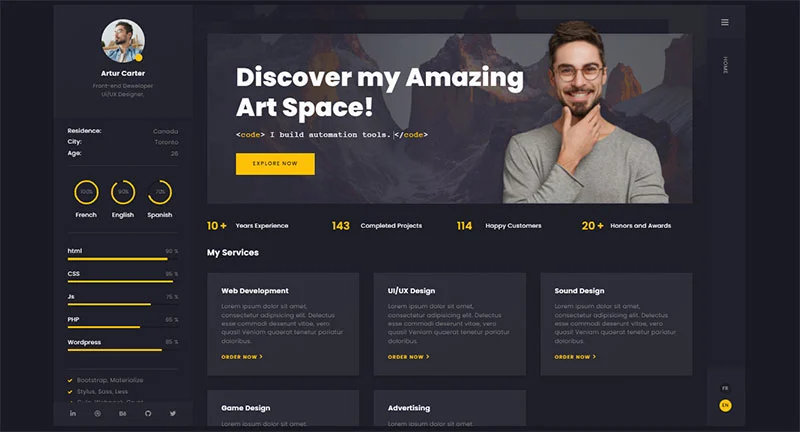 Artur Carter
Front-end Deweloper
Ui/UX Designer,
Residence: Canada
City: Toronto
Age: 26
100% 90% 70%
French English Spanish
html 90 %
CSS 95 %
Js 75 %
PHP 65 %
Wordpress 85 %
Bootstrap, Materialize
Stylus, Sass, Less
Discover my Amazing
Art Space!
<code> I build automation tools. </code>
EXPLORE NOW
10 + Years Experience 143 Completed Projects 114 Happy Customers 20 + Honors and Awards
My Services
Web Development
Lorem ipsum dolor sit amet,
consectetur adipisicing elit. Delectus
esse commodi deserunt vitae, vero
quasi! Veniam quaerat tenetur pariatur
doloribus.
ORDER NOW
UI/UX Design
Lorem ipsum dolor sit amet,
consectetur adipisicing elit. Delectus
esse commodi deserunt vitae, vero
quasi! Veniam quaerat tenetur pariatur
doloribus.
ORDER NOW
Sound Design
Lorem ipsum dolor sit amet,
consectetur adipisicing elit. Delectus
esse commodi deserunt vitae, vero
quasi! Veniam quaerat tenetur pariatur
doloribus.
ORDER NOW
Game Design
Lorem ipsum dolor sit amet,
Advertising
Lorem ipsum dolor sit amet,
HOME
FR
EN